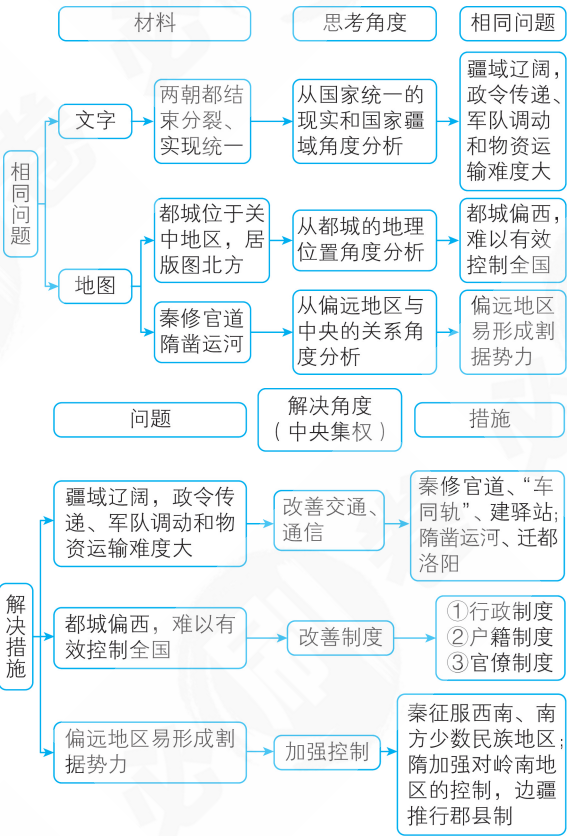 材料
思考角度
相同问题
相同问题
文字
两朝都结
束分裂、
实现统一
从国家统一的
现实和国家疆
域角度分析
疆域辽阔，
政令传递、
军队调动
和物资运
输难度大
地图
都城位于关
中地区，居
版图北方
从都城的地理
位置角度分析
都城偏西，
难以有效
控制全国
秦修官道
隋凿运河
从偏远地区与
中央的关系角
度分析
偏远地区
易形成割
据势力
问题
解决角度
（中央集权）
措施
解决措施
疆域辽阔，政令传
递、军队调动和物
资运输难度大
改善交通、
通信
秦修官道、“车
同轨”、建驿站；
隋凿运河、迁都
洛阳
都城偏西，难以有
效控制全国
改善制度
①行政制度
②户籍制度
③官僚制度
偏远地区易形成割
据势力
加强控制
秦征服西南、南
方少数民族地区；
隋加强对岭南地
区的控制，边疆
推行郡县制